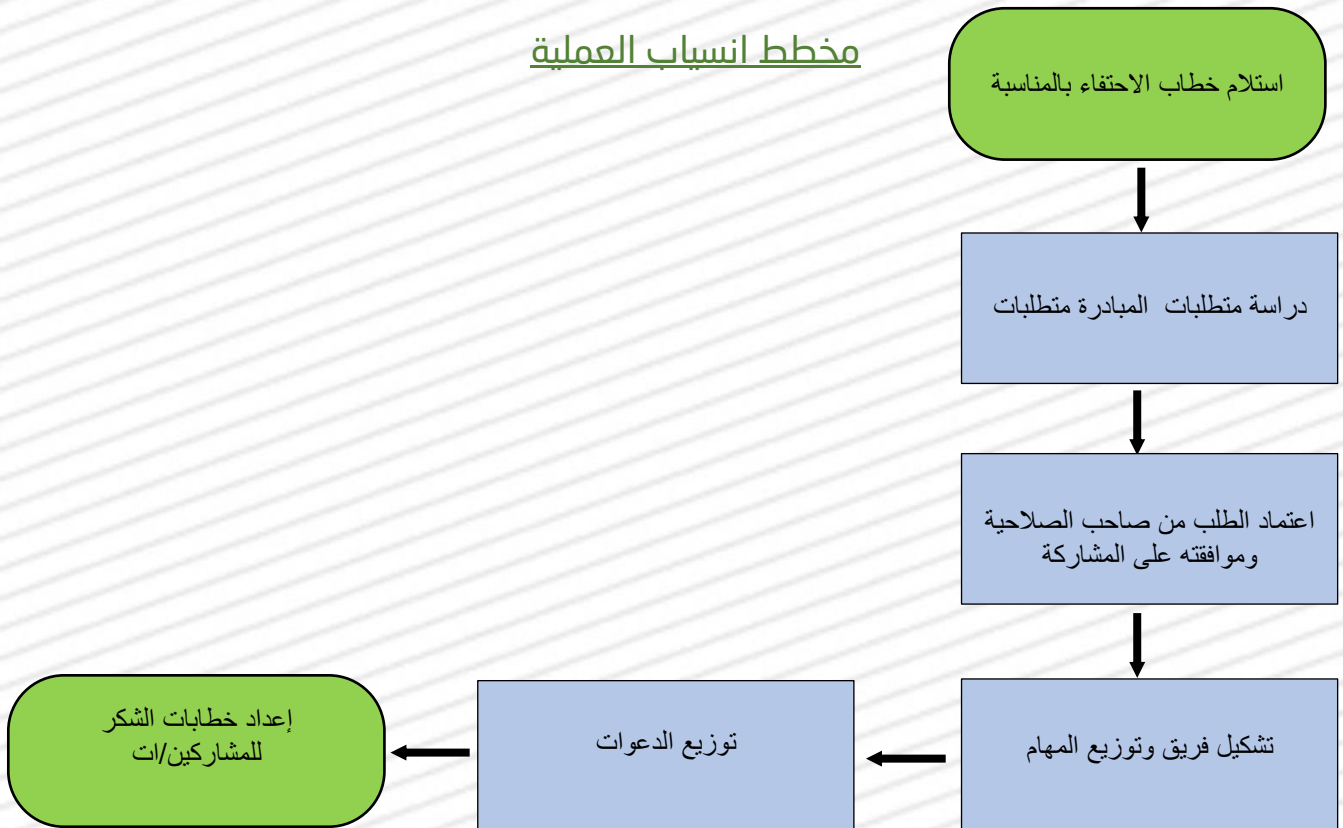 مخطط انسياب العملية
استلام خطاب الاحتفاء بالمناسبة
دراسة متطلبات المبادرة متطلبات
اعتماد الطلب من صاحب الصلاحية
وموافقته على المشاركة
تشكيل فريق وتوزيع المهام
توزيع الدعوات
إعداد خطابات الشكر
للمشاركين/ات